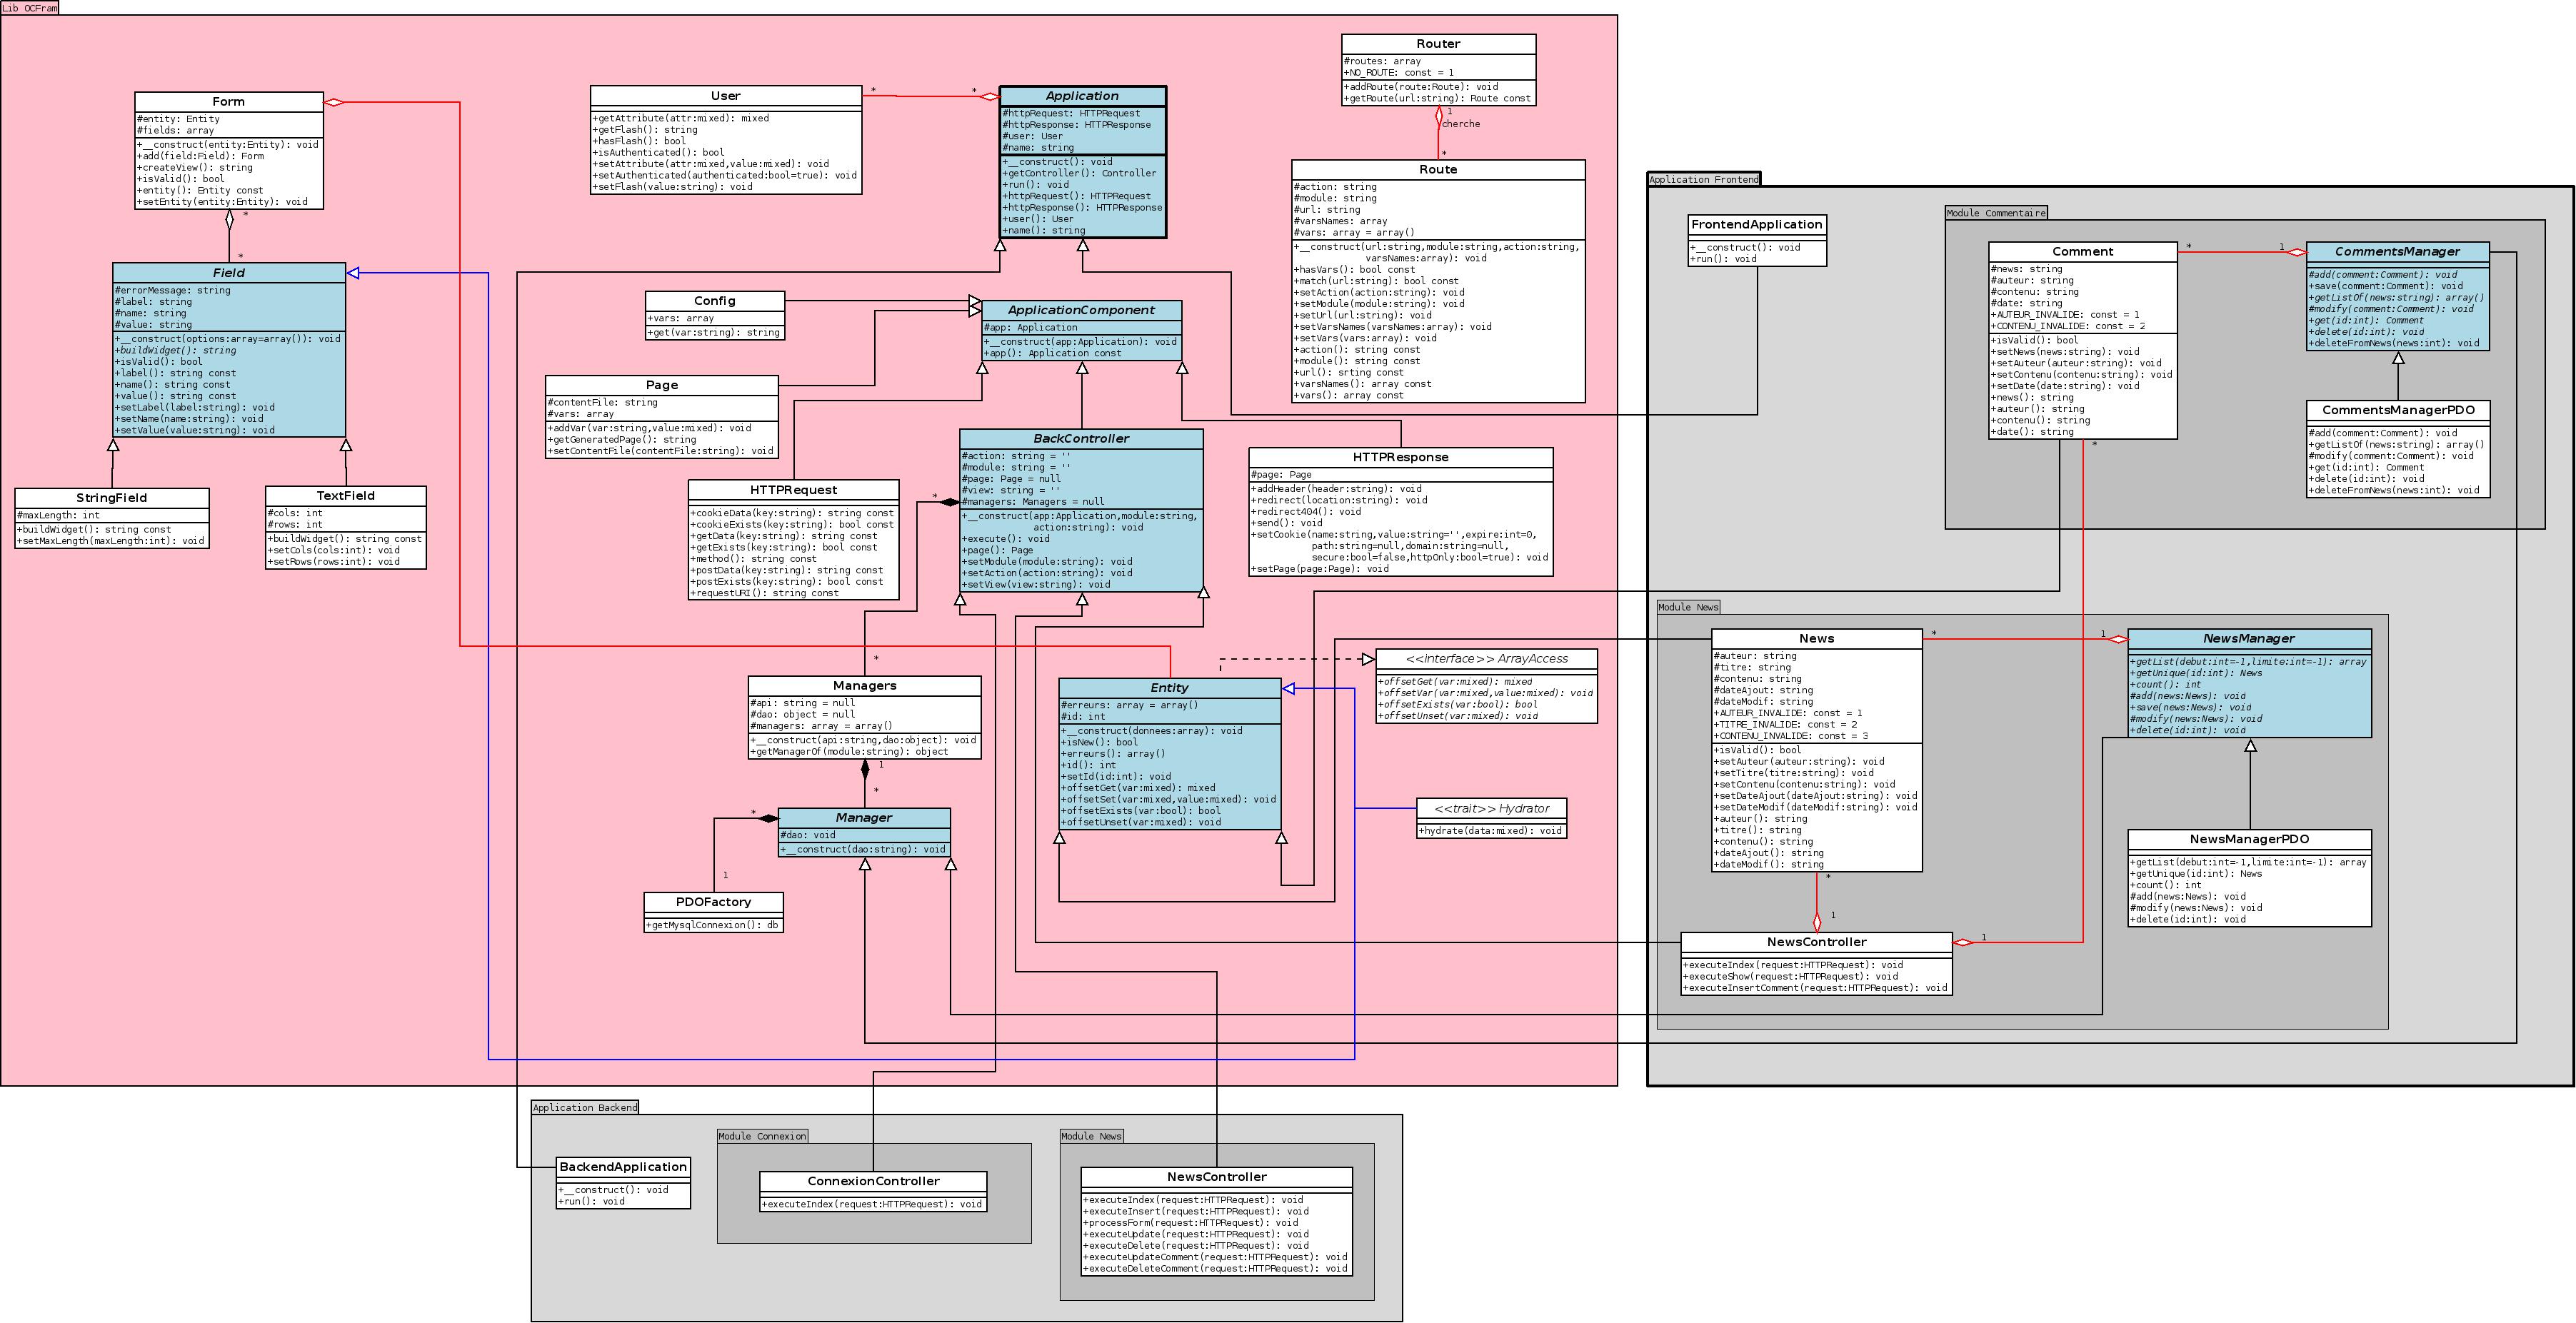 Lib OCFram
Form
#entity: Entity
#fields: array
+__construct(entity:Entity): void
+add(field:Field): Form
+createView(): string
+isValid(): bool
+entity(): Entity const
+setEntity(entity:Entity): void
*
*
Field
#errorMessage: string
#label: string
#name: string
#value: string
+__construct(options:array=array()): void
+buildWidget(): string
+isValid(): bool
+label(): string const
+name(): string const
+value(): string const
+setLabel(label:string): void
+setName(name:string): void
+setValue(value:string): void
StringField
#maxLength: int
+buildWidget(): string const
+setMaxLength(maxLength:int): void
TextField
#cols: int
#rows: int
+buildWidget(): string const
+setCols(cols:int): void
+setRows(rows:int): void
User
+getAttribute(attr:mixed): mixed
+getFlash(): string
+hasFlash(): bool
+isAuthenticated(): bool
+setAttribute(attr:mixed,value:mixed): void
+setAuthenticated(authenticated:bool=true): void
+setFlash(value:string): void
*
*
Application
#httpRequest: HTTPRequest
#httpResponse: HTTPResponse
#user: User
#name: string
+__construct(): void
+getController(): Controller
+run(): void
+httpRequest(): HTTPRequest
+httpResponse(): HTTPResponse
+user(): User
+name(): string
Router
#routes: array
+NO_ROUTE: const = 1
+addRoute(route:Route): void
+getRoute(url:string): Route const
1
cherche
*
Route
#action: string
#module: string
#url: string
#varsNames: array
#vars: array = array()
+__construct(url:string,module:string,action:string,
varsNames:array): void
+hasVars(): bool const
+match(url:string): bool const
+setAction(action:string): void
+setModule(module:string): void
+setUrl(url:string): void
+setVarsNames(varsNames:array): void
+setVars(vars:array): void
+action(): string const
+module(): string const
+url(): srting const
+varsNames(): array const
+vars(): array const
Config
+vars: array
+get(var:string): string
ApplicationComponent
#app: Application
+__construct(app:Application): void
+app(): Application const
Page
#contentFile: string
#vars: array
+addVar(var:string,value:mixed): void
+getGeneratedPage(): string
+setContentFile(contentFile:string): void
HTTPRequest
+cookieData(key:string): string const
+cookieExists(key:string): bool const
+getData(key:string): string const
+getExists(key:string): bool const
+method(): string const
+postData(key:string): string const
+postExists(key:string): bool const
+requestURI(): string const
BackController
#action: string = ''
#module: string = ''
#page: Page = null
#view: string = ''
#managers: Managers = null
+__construct(app:Application,module:string,
action:string): void
+execute(): void
+page(): Page
+setModule(module:string): void
+setAction(action:string): void
+setView(view:string): void
*
*
HTTPResponse
#page: Page
+addHeader(header:string): void
+redirect(location:string): void
+redirect404(): void
+send(): void
+setCookie(name:string,value:string='',expire:int=0,
path:string=null,domain:string=null,
secure:bool=false,httpOnly:bool=true): void
+setPage(page:Page): void
Managers
#api: string = null
#dao: object = null
#managers: array = array()
+__construct(api:string,dao:object): void
+getManagerOf(module:string): object
1
*
Manager
#dao: void
+__construct(dao:string): void
*
1
PDOFactory
+getMysqlConnexion(): db
Entity
#erreurs: array = array()
#id: int
+__construct(donnees:array): void
+isNew(): bool
+erreurs(): array()
+id(): int
+setId(id:int): void
+offsetGet(var:mixed): mixed
+offsetSet(var:mixed,value:mixed): void
+offsetExists(var:bool): bool
+offsetUnset(var:mixed): void
<<interface>> ArrayAccess
+offsetGet(var:mixed): mixed
+offsetVar(var:mixed,value:mixed): void
+offsetExists(var:bool): bool
+offsetUnset(var:mixed): void
<<trait>> Hydrator
+hydrate(data:mixed): void
Application Frontend
FrontendApplication
+__construct(): void
+run(): void
Module Commentaire
Comment
#news: string
#auteur: string
#contenu: string
#date: string
+AUTEUR_INVALIDE: const = 1
+CONTENU_INVALIDE: const = 2
+isValid(): bool
+setNews(news:string): void
+setAuteur(auteur:string): void
+setContenu(contenu:string): void
+setDate(date:string): void
+news(): string
+auteur(): string
+contenu(): string
+date(): string
*
1
*
CommentsManager
#add(comment:Comment): void
+save(comment:Comment): void
+getListOf(news:string): array()
#modify(comment:Comment): void
+get(id:int): Comment
+delete(id:int): void
+deleteFromNews(news:int): void
CommentsManagerPDO
#add(comment:Comment): void
+getListOf(news:string): array()
#modify(comment:Comment): void
+get(id:int): Comment
+delete(id:int): void
+deleteFromNews(news:int): void
Module News
News
#auteur: string
#titre: string
#contenu: string
#dateAjout: string
#dateModif: string
+AUTEUR_INVALIDE: const = 1
+TITRE_INVALIDE: const = 2
+CONTENU_INVALIDE: const = 3
+isValid(): bool
+setAuteur(auteur:string): void
+setTitre(titre:string): void
+setContenu(contenu:string): void
+setDateAjout(dateAjout:string): void
+setDateModif(dateModif:string): void
+auteur(): string
+titre(): string
+contenu(): string
+dateAjout(): string
+dateModif(): string
*
1
NewsManager
+getList(debut:int=-1,limite:int=-1): array
+getUnique(id:int): News
+count(): int
#add(news:News): void
+save(news:News): void
#modify(news:News): void
+delete(id:int): void
NewsManagerPDO
+getList(debut:int=-1,limite:int=-1): array
+getUnique(id:int): News
+count(): int
#add(news:News): void
#modify(news:News): void
+delete(id:int): void
*
1
1
NewsController
+executeIndex(request:HTTPRequest): void
+executeShow(request:HTTPRequest): void
+executeInsertComment(request:HTTPRequest): void
Application Backend
BackendApplication
+__construct(): void
+run(): void
Module Connexion
ConnexionController
+executeIndex(request:HTTPRequest): void
Module News
NewsController
+executeIndex(request:HTTPRequest): void
+executeInsert(request:HTTPRequest): void
+processForm(request:HTTPRequest): void
+executeUpdate(request:HTTPRequest): void
+executeDelete(request:HTTPRequest): void
+executeUpdateComment(request:HTTPRequest): void
+executeDeleteComment(request:HTTPRequest): void